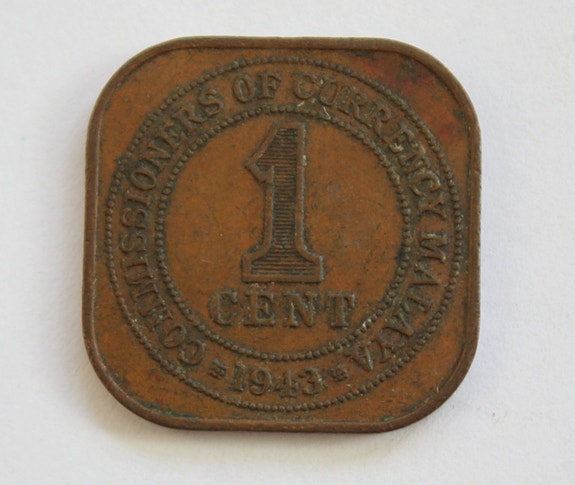 COMMISSIONERS OF CURRENCY MALAYA
1
CENT
1943